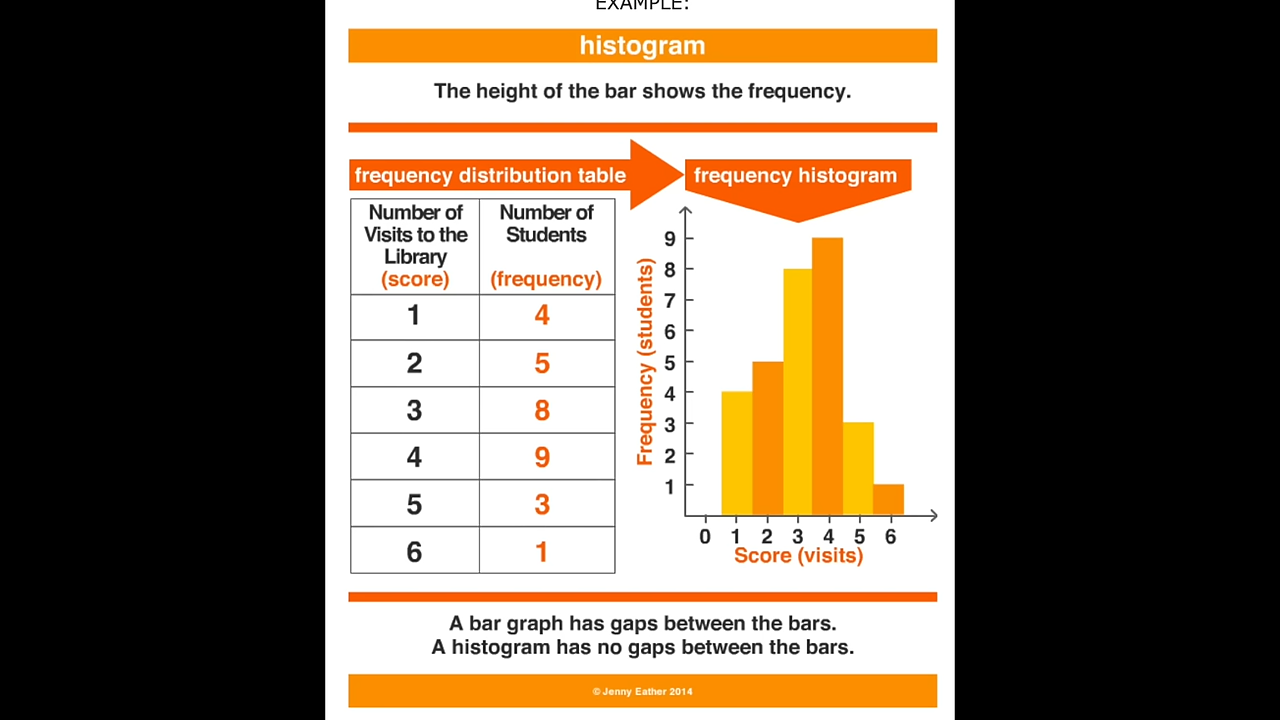 EXAMPLE:
histogram
The height of the bar shows the frequency.
frequency distribution table
Number of
Visits to the
Library
(score)
Number of
Students
(frequency)
1 4
2 5
3 8
4 9
5 3
6 1
frequency histogram
Frequency (students)
9
8
7
6
5
4
3
2
1
0 1 2 3 4 5 6
Score (visits)
A bar graph has gaps between the bars.
A histogram has no gaps between the bars.
© Jenny Eather 2014